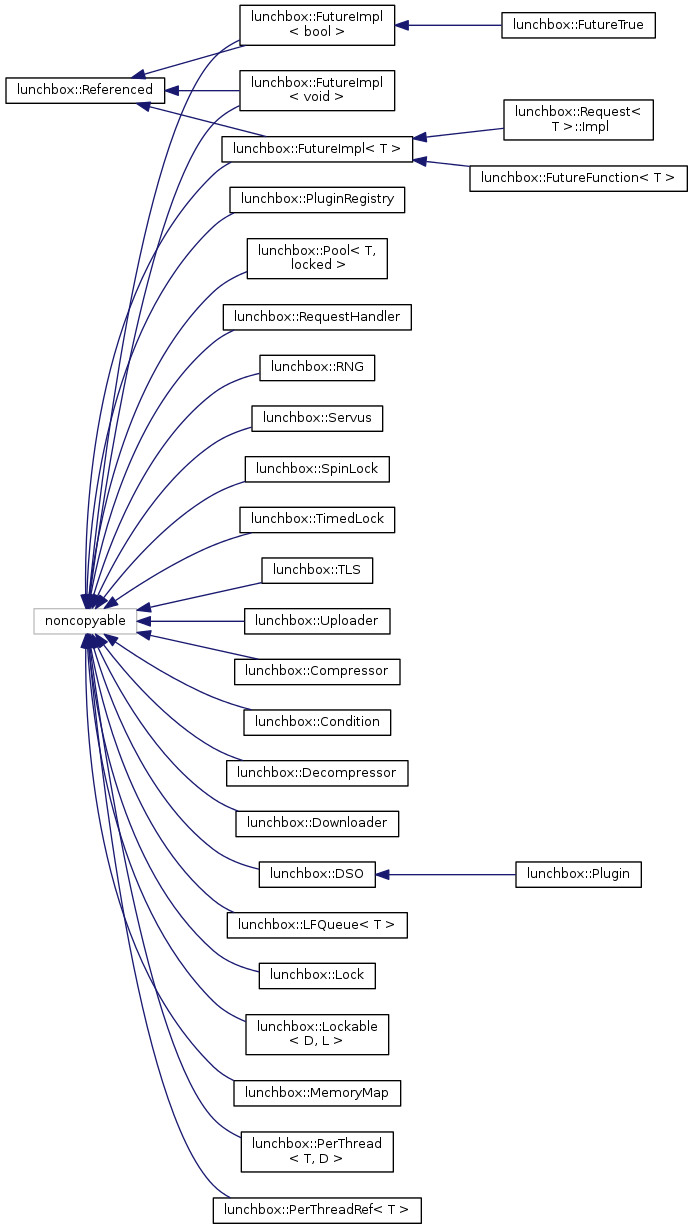 lunchbox::FutureImpl
< bool >
lunchbox::FutureTrue
lunchbox::Referenced
lunchbox::FutureImpl
< void >
lunchbox::Request<
T >::Impl
lunchbox::FutureImpl< T >
lunchbox::FutureFunction< T >
lunchbox::PluginRegistry
lunchbox::Pool< T,
locked >
lunchbox::RequestHandler
lunchbox::RNG
lunchbox::Servus
lunchbox::SpinLock
lunchbox::TimedLock
lunchbox::TLS
noncopyable
lunchbox::Uploader
lunchbox::Compressor
lunchbox::Condition
lunchbox::Decompressor
lunchbox::Downloader
lunchbox::DSO
lunchbox::Plugin
lunchbox::LFQueue< T >
lunchbox::Lock
lunchbox::Lockable
< D, L >
lunchbox::MemoryMap
lunchbox::PerThread
< T, D >
lunchbox::PerThreadRef< T >